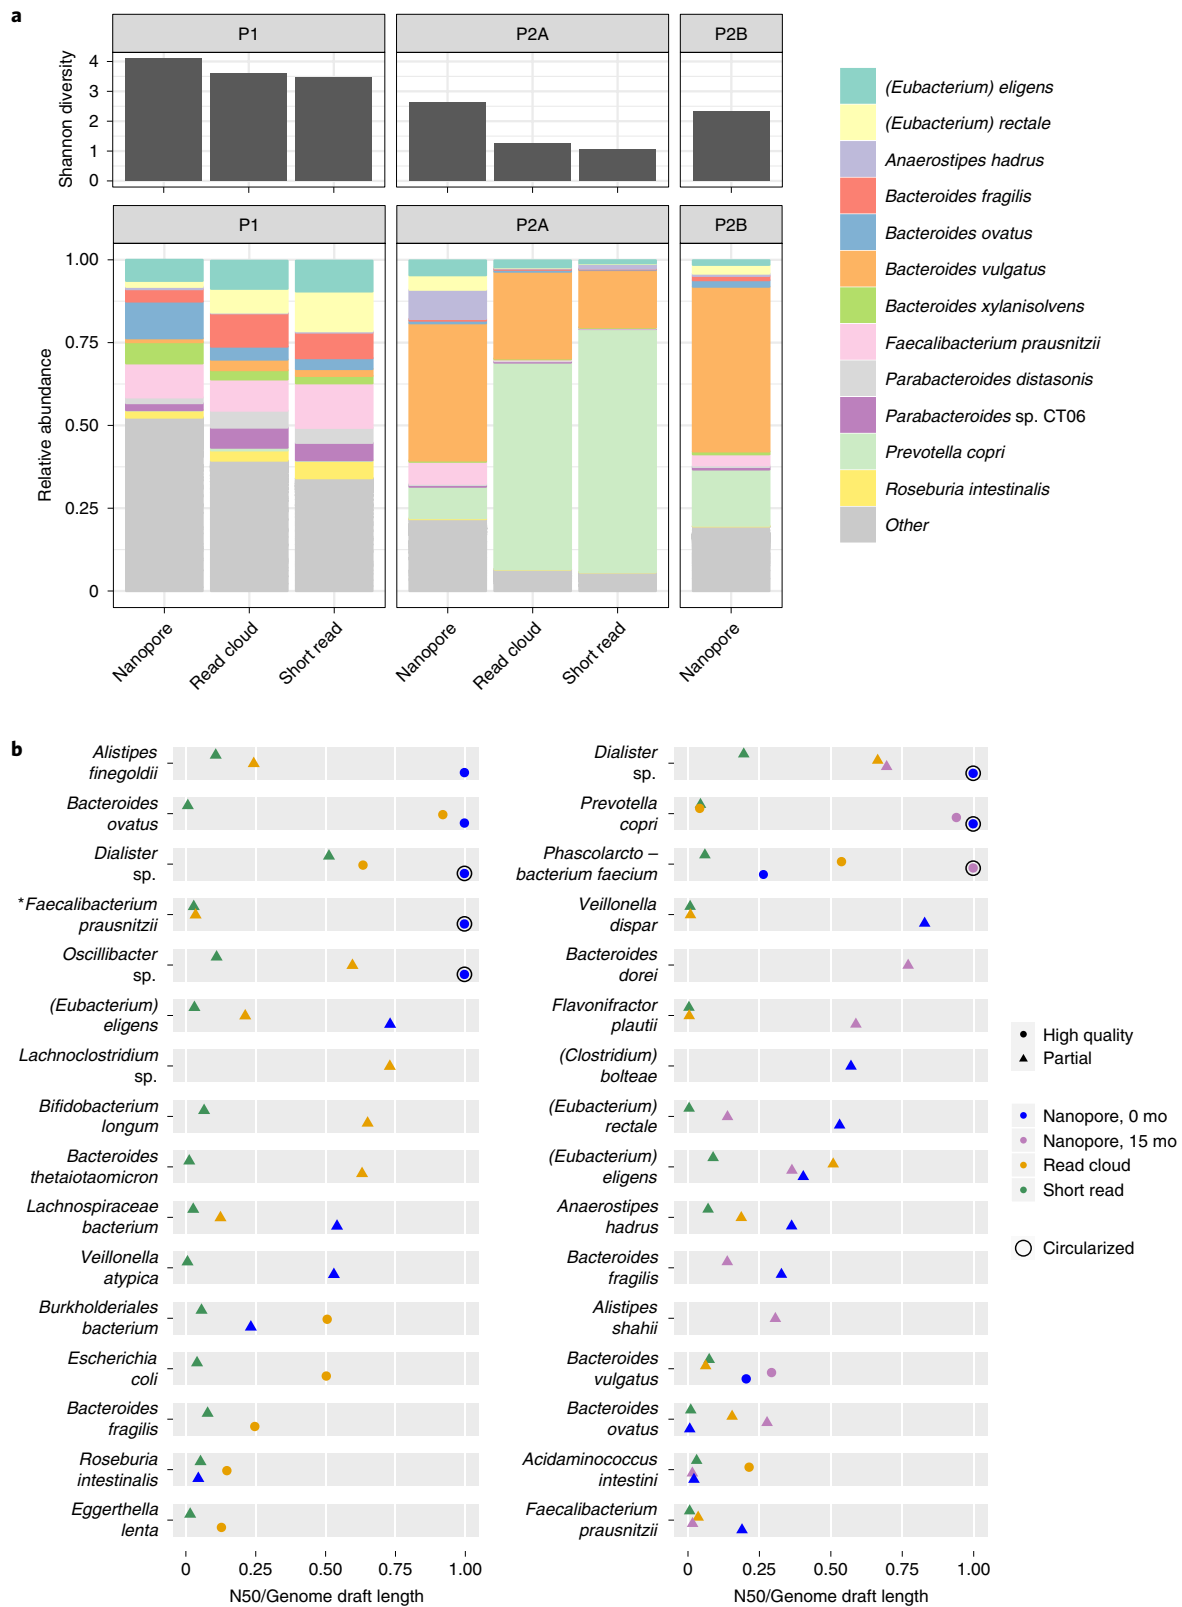 a
P1
P2A
P2B
Shannon diversity
4
3
2
1
0
P1
P2A
P2B
Relative abundance
1.00
0.75
0.50
0.25
0
Nanopore
Read cloud
Short read
Nanopore
Read cloud
Short read
Nanopore
(Eubacterium) eligens
(Eubacterium) rectale
Anaerostipes hadrus
Bacteroides fragilis
Bacteroides ovatus
Bacteroides vulgatus
Bacteroides xylanisolvens
Faecalibacterium prausnitzii
Parabacteroides distasonis
Parabacteroides sp. CT06
Prevotella copri
Roseburia intestinalis
Other
b
Alistipes
finegoldii
Bacteroides
ovatus
Dialister
sp.
*Faecalibacterium
prausnitzii
Oscillibacter
sp.
(Eubacterium)
eligens
Lachnoclostridium
sp.
Bifidobacterium
longum
Bacteroides
thetaiotaomicron
Lachnospiraceae
bacterium
Veillonella
atypica
Burkholderiales
bacterium
Escherichia
coli
Bacteroides
fragilis
Roseburia
intestinalis
Eggerthella
lenta
0
0.25
0.50
0.75
1.00
N50/Genome draft length
Dialister
sp.
Prevotella
copri
Phascolarcto –
bacterium faecium
Veillonella
dispar
Bacteroides
dorei
Flavonifractor
plautii
(Clostridium)
bolteae
(Eubacterium)
rectale
(Eubacterium)
eligens
Anaerostipes
hadrus
Bacteroides
fragilis
Alistipes
shahii
Bacteroides
vulgatus
Bacteroides
ovatus
Acidaminococcus
intestini
Faecalibacterium
prausnitzii
0
0.25
0.50
0.75
1.00
N50/Genome draft length
High quality
Partial
Nanopore, 0 mo
Nanopore, 15 mo
Read cloud
Short read
Circularized